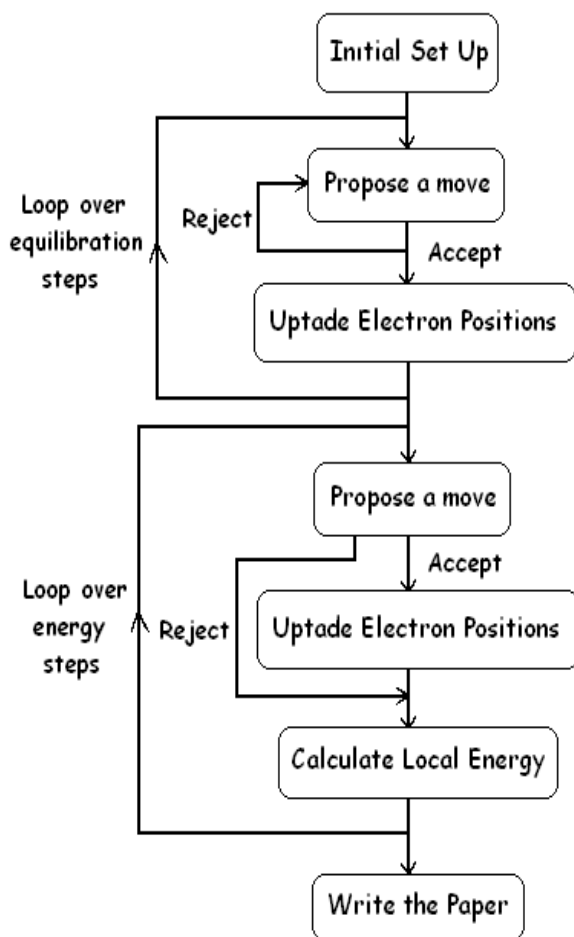 Initial Set Up
Propose a move
Loop over
equilibration
steps
Reject
Accept
Uptade Electron Positions
Propose a move
Accept
Loop over
energy
steps
Reject
Uptade Electron Positions
Calculate Local Energy
Write the Paper